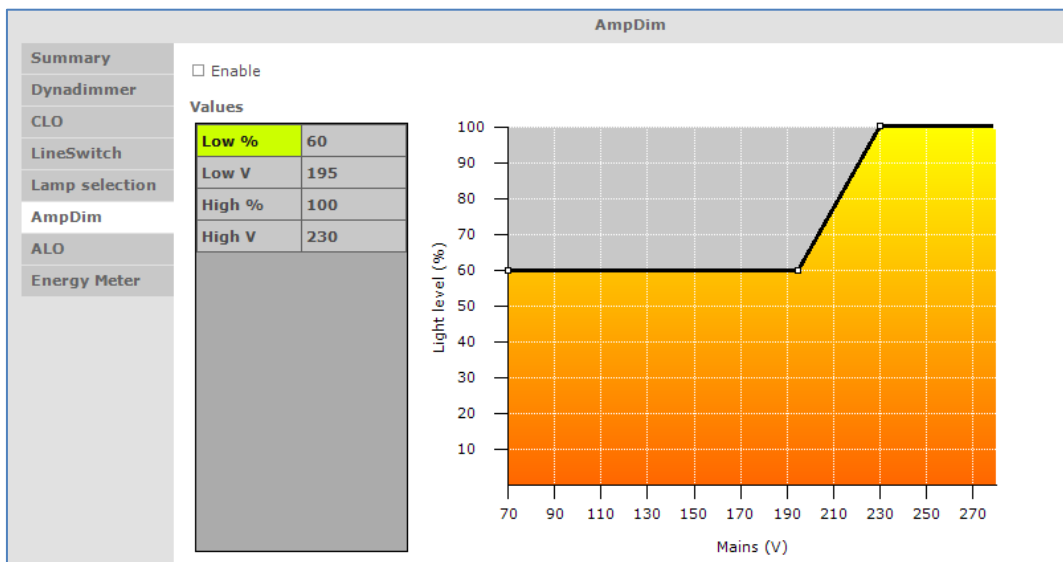 AmpDim
Summary
Dynadimmer
CLO
LineSwitch
Lamp selection
AmpDim
ALO
Energy Meter
Enable
Values
Low % 60
Low V 195
High % 100
High V 230
Light level (%)
100
90
80
70
60
50
40
30
20
10
70 90 110 130 150 170 190 210 230 250 270
Mains (V)